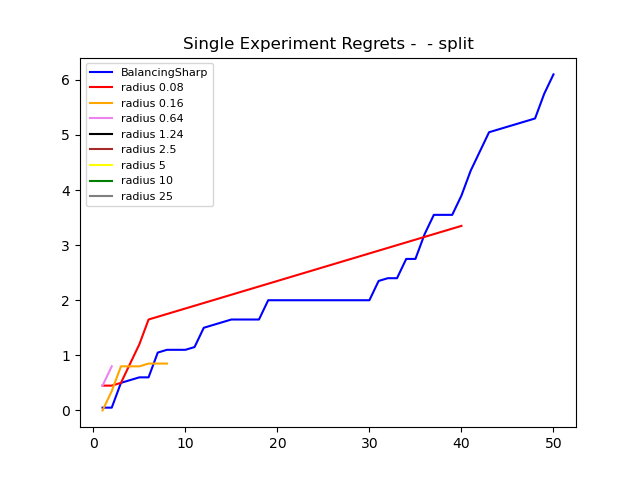 Single Experiment Regrets -  - split
BalancingSharp
radius 0.08
radius 0.16
radius 0.64
radius 1.24
radius 2.5
radius 5
radius 10
radius 25
6
5
4
3
2
1
0
0 10 20 30 40 50